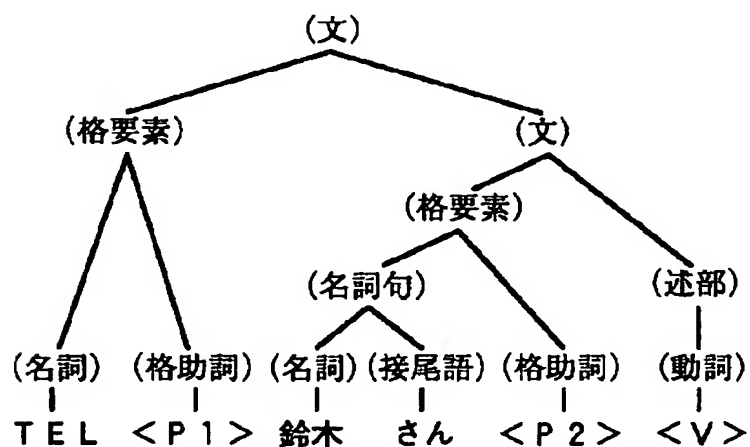 (文)
(格要素) (文)
(格要素)
(名詞句) (述部)
(名詞) (格助詞) (名詞) (接尾語) (格助詞) (動詞)
TEL <P1> 鈴木 さん <P2> <V>